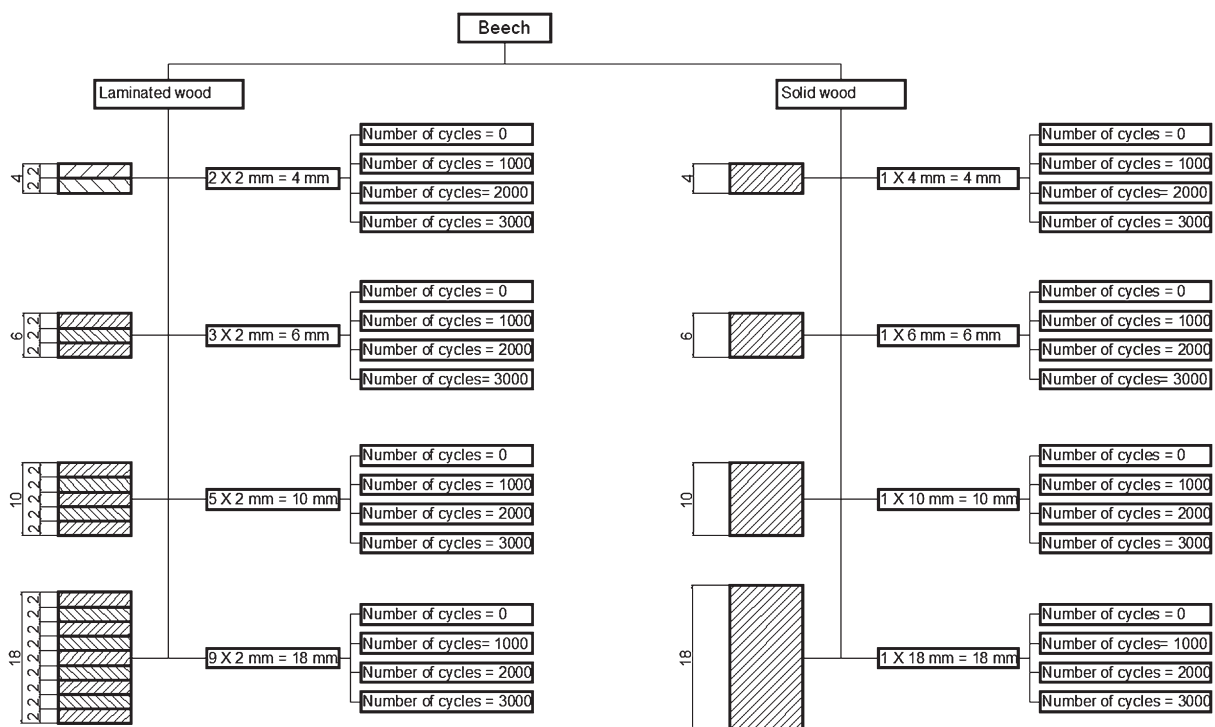 Beech
Laminated wood
4
2
2
2 X 2 mm = 4 mm
Number of cycles = 0
Number of cycles = 1000
Number of cycles= 2000
Number of cycles = 3000
6
2
2
2
3 X 2 mm = 6 mm
Number of cycles = 0
Number of cycles = 1000
Number of cycles = 2000
Number of cycles= 3000
10
2
2
2
2
2
5 X 2 mm = 10 mm
Number of cycles = 0
Number of cycles = 1000
Number of cycles = 2000
Number of cycles = 3000
18
2
2
2
2
2
2
2
2
2
9 X 2 mm = 18 mm
Number of cycles = 0
Number of cycles= 1000
Number of cycles = 2000
Number of cycles = 3000
Solid wood
4
1 X 4 mm = 4 mm
Number of cycles = 0
Number of cycles = 1000
Number of cycles = 2000
Number of cycles = 3000
6
1 X 6 mm = 6 mm
Number of cycles = 0
Number of cycles = 1000
Number of cycles = 2000
Number of cycles= 3000
10
1 X 10 mm = 10 mm
Number of cycles = 0
Number of cycles = 1000
Number of cycles = 2000
Number of cycles = 3000
18
1 X 18 mm = 18 mm
Number of cycles = 0
Number of cycles = 1000
Number of cycles = 2000
Number of cycles = 3000